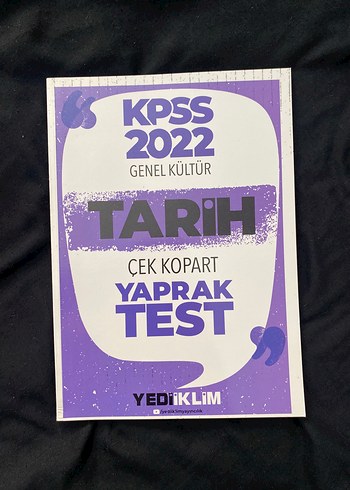 KPSS
2022
GENEL KÜLTÜR
TARİH
ÇEK KOPART
YAPRAK
TEST
YEDİİKLİM